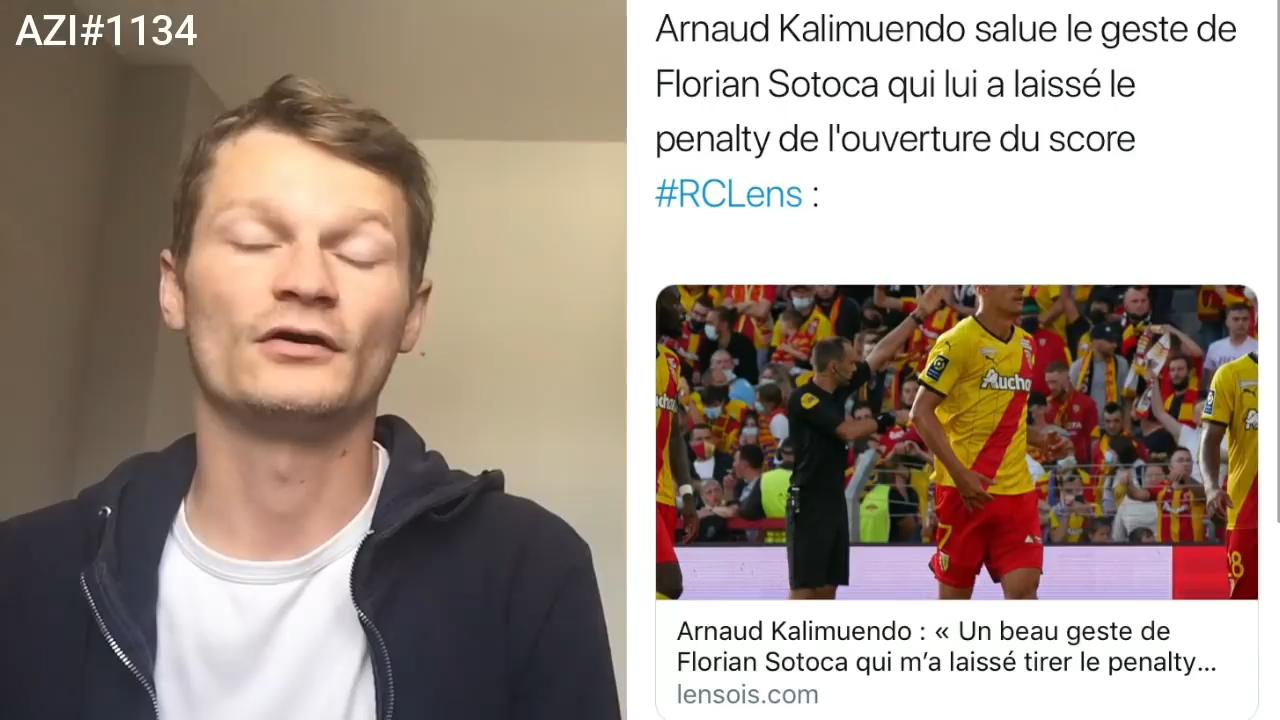 AZI#1134
Arnaud Kalimuendo salue le geste de
Florian Sotoca qui lui a laissé le
penalty de l'ouverture du score
#RCLens :
Auchan
Arnaud Kalimuendo : « Un beau geste de
Florian Sotoca qui m’a laissé tirer le penalty...
lensois.com